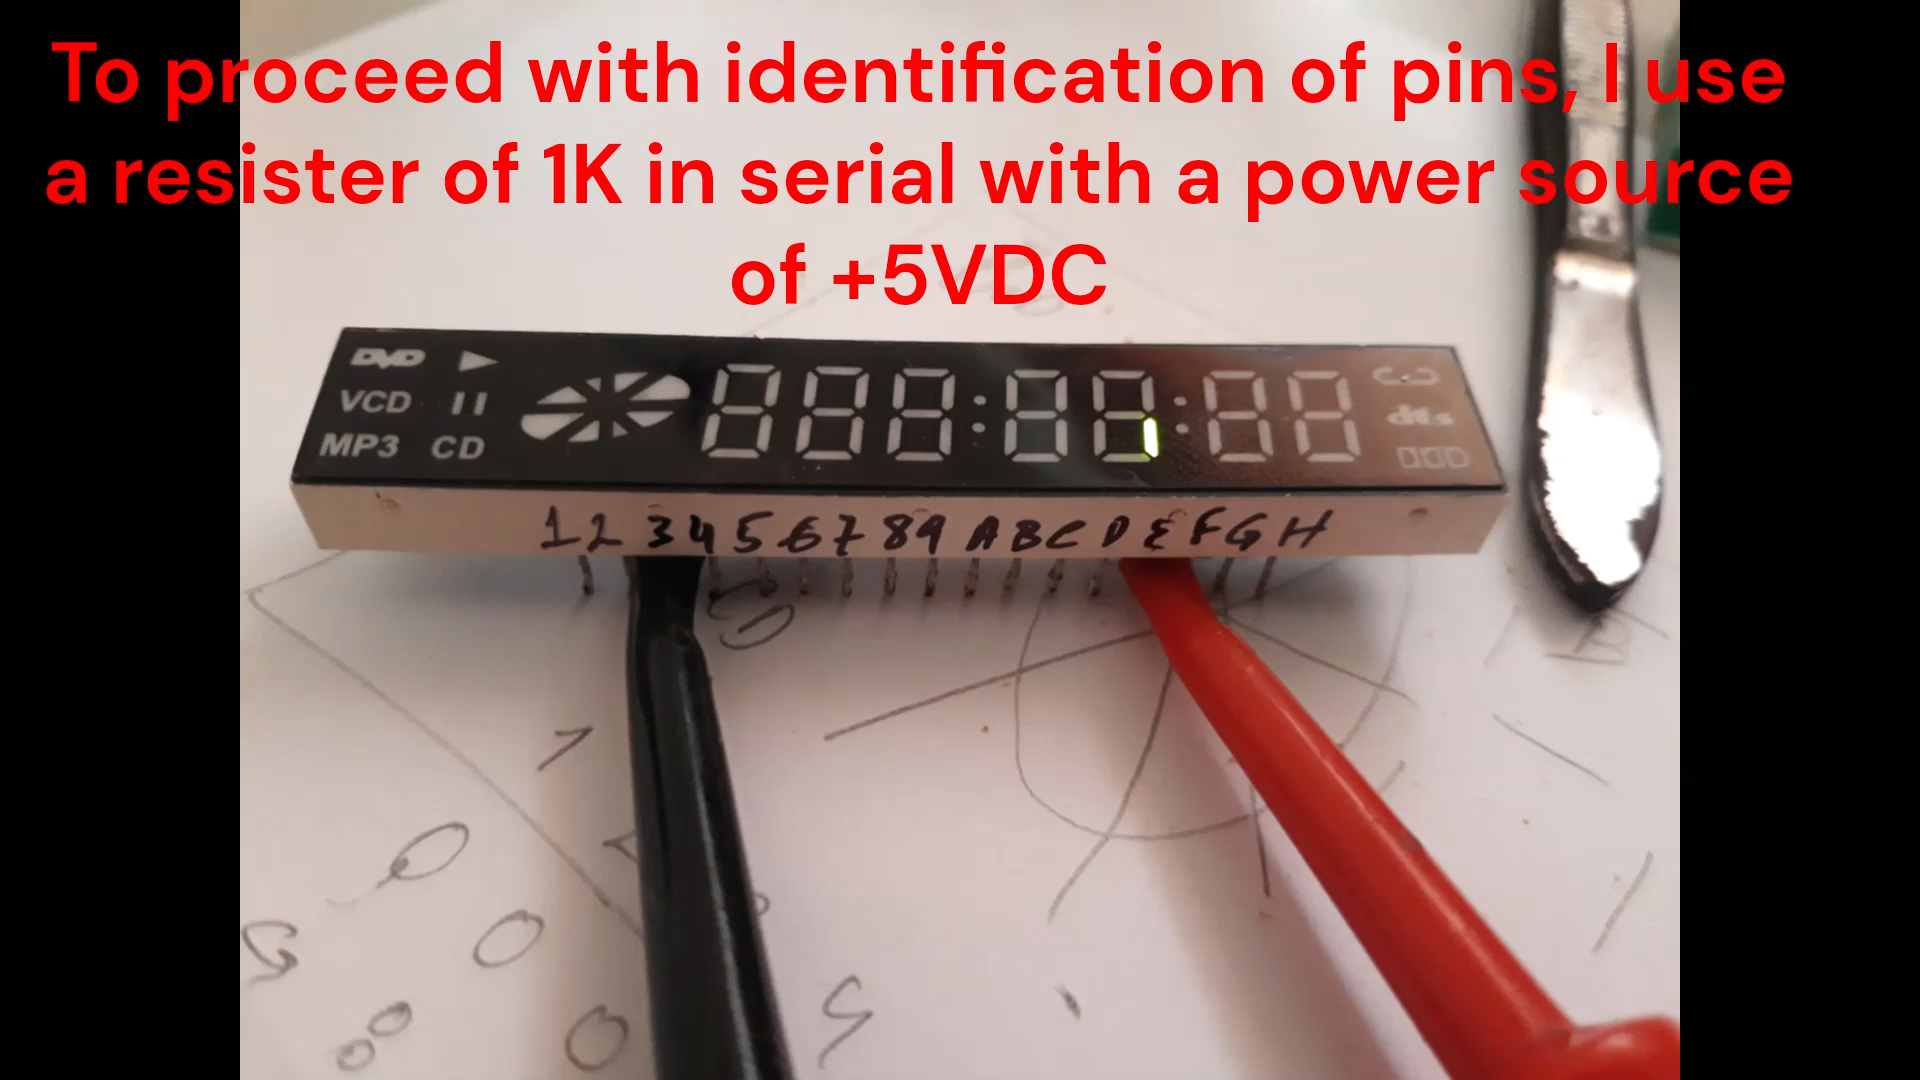 To proceed with identification of pins, I use
a resister of 1K in serial with a power source
of +5VDC
DVD
VCD
MP3 CD
dts
1 2 3 4 5 6 7 8 9 A B C D E F G H